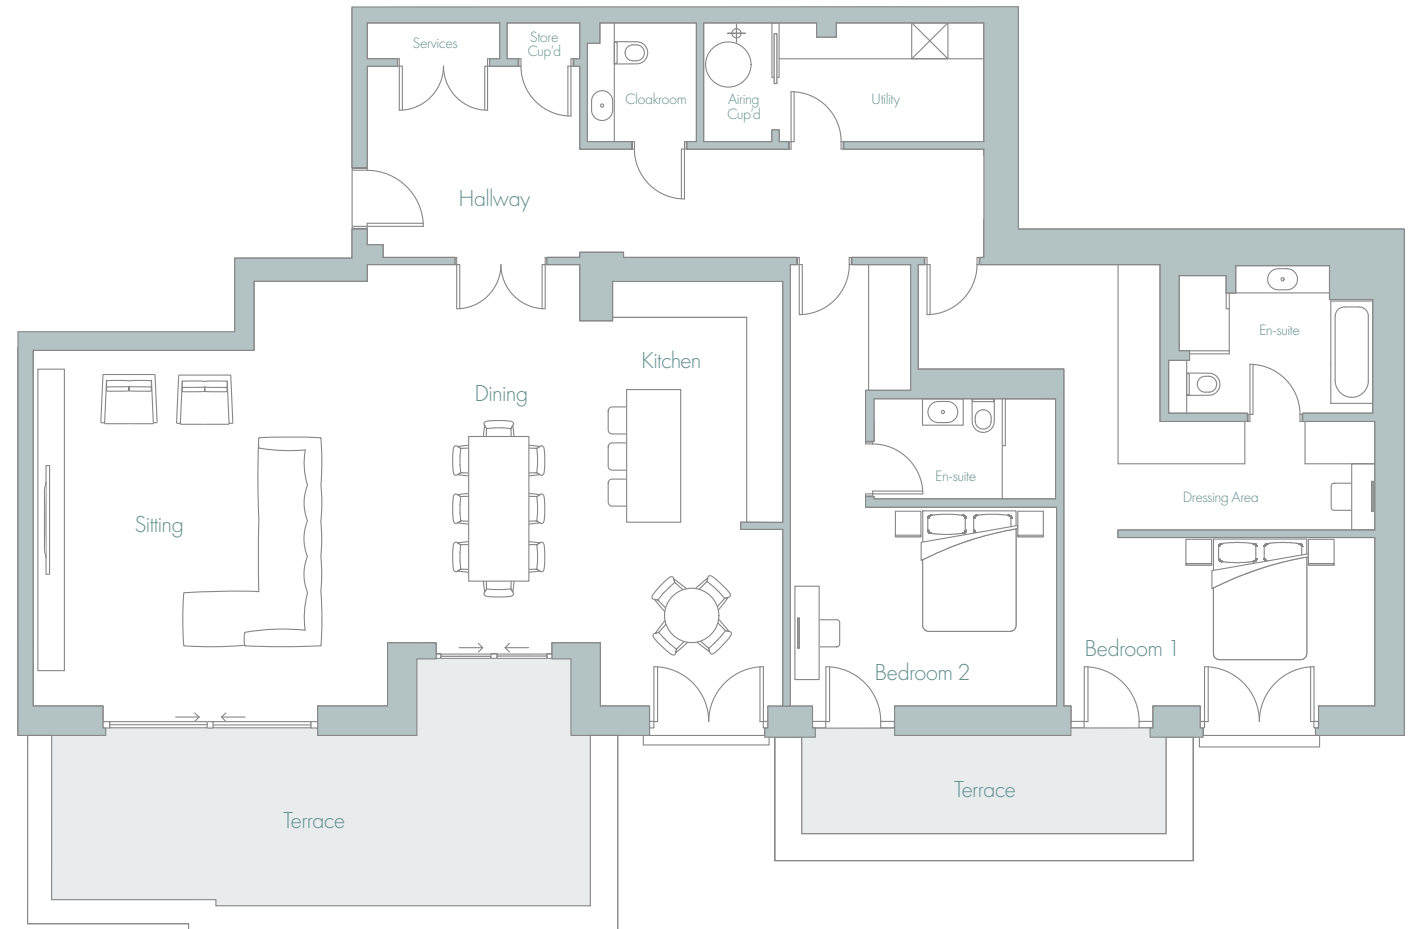 Services
Store
Cup'd
Cloakroom
Airing
Cup'd
Utility
Hallway
En-suite
Kitchen
Dining
En-suite
Dressing Area
Sitting
Bedroom 1
Bedroom 2
Terrace
Terrace